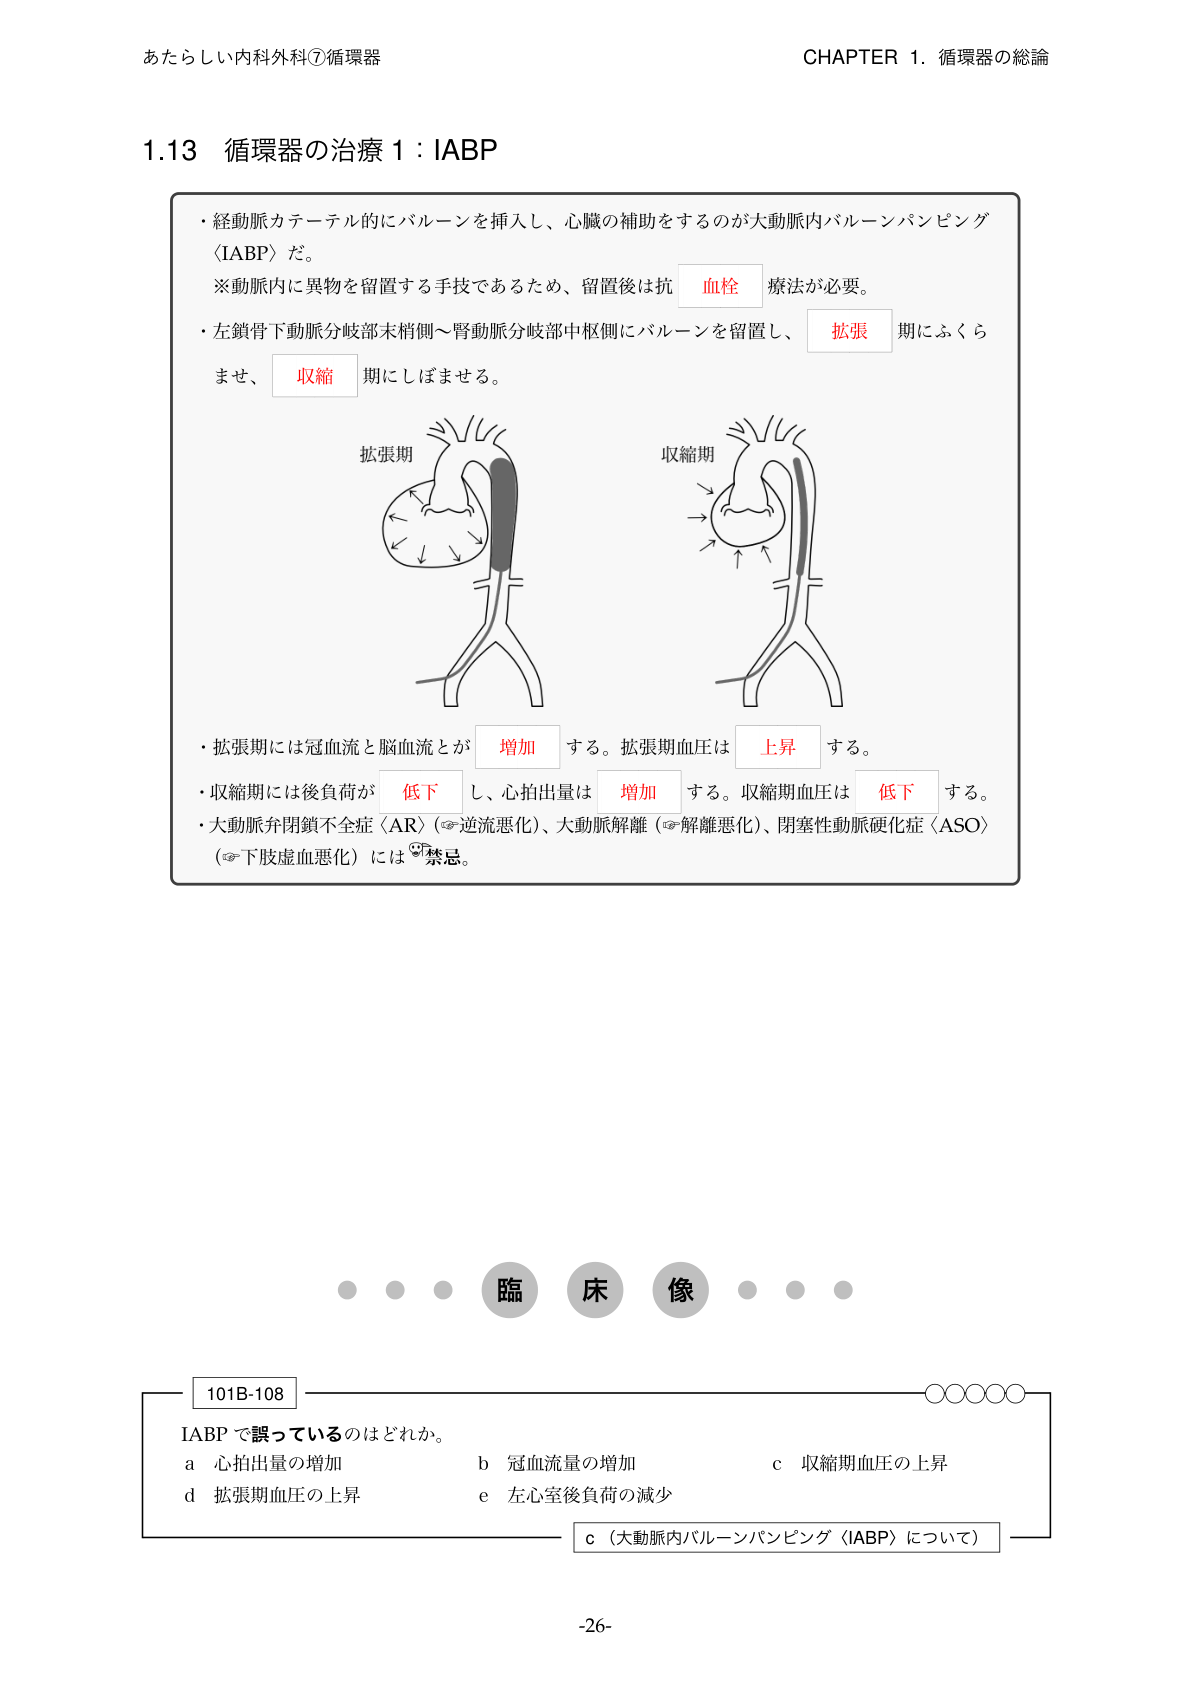 あたらしい内科外科⑦循環器
CHAPTER 1. 循環器の総論
1.13 循環器の治療 1：IABP
・経動脈カテーテル的にバルーンを挿入し、心臓の補助をするのが大動脈内バルーンパンピング
〈IABP〉だ。
※動脈内に異物を留置する手技であるため、留置後は抗 血栓 療法が必要。
・左鎖骨下動脈分岐部末梢側〜腎動脈分岐部中枢側にバルーンを留置し、 拡張 期にふくら
ませ、 収縮 期にしぼませる。
拡張期
収縮期
・拡張期には冠血流と脳血流とが 増加 する。拡張期血圧は 上昇 する。
・収縮期には後負荷が 低下 し、心拍出量は 増加 する。収縮期血圧は 低下 する。
・大動脈弁閉鎖不全症〈AR〉（☞逆流悪化）、大動脈解離（☞解離悪化）、閉塞性動脈硬化症〈ASO〉
（☞下肢虚血悪化）には禁忌。
臨 床 像
101B-108
IABP で誤っているのはどれか。
a 心拍出量の増加 b 冠血流量の増加 c 収縮期血圧の上昇
d 拡張期血圧の上昇 e 左心室後負荷の減少
c （大動脈内バルーンパンピング〈IABP〉について）
-26-